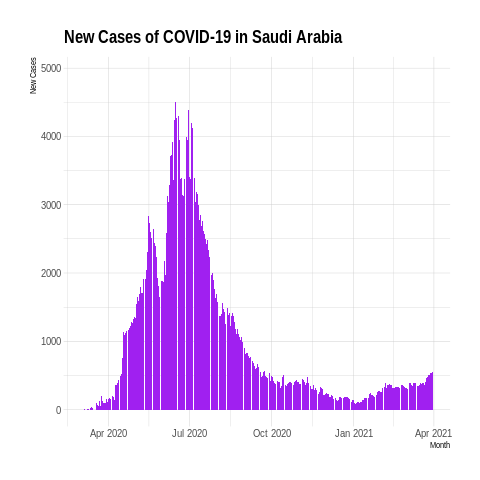 New Cases of COVID-19 in Saudi Arabia
New Cases
5000
4000
3000
2000
1000
0
Apr 2020 Jul 2020 Oct 2020 Jan 2021 Apr 2021
Month